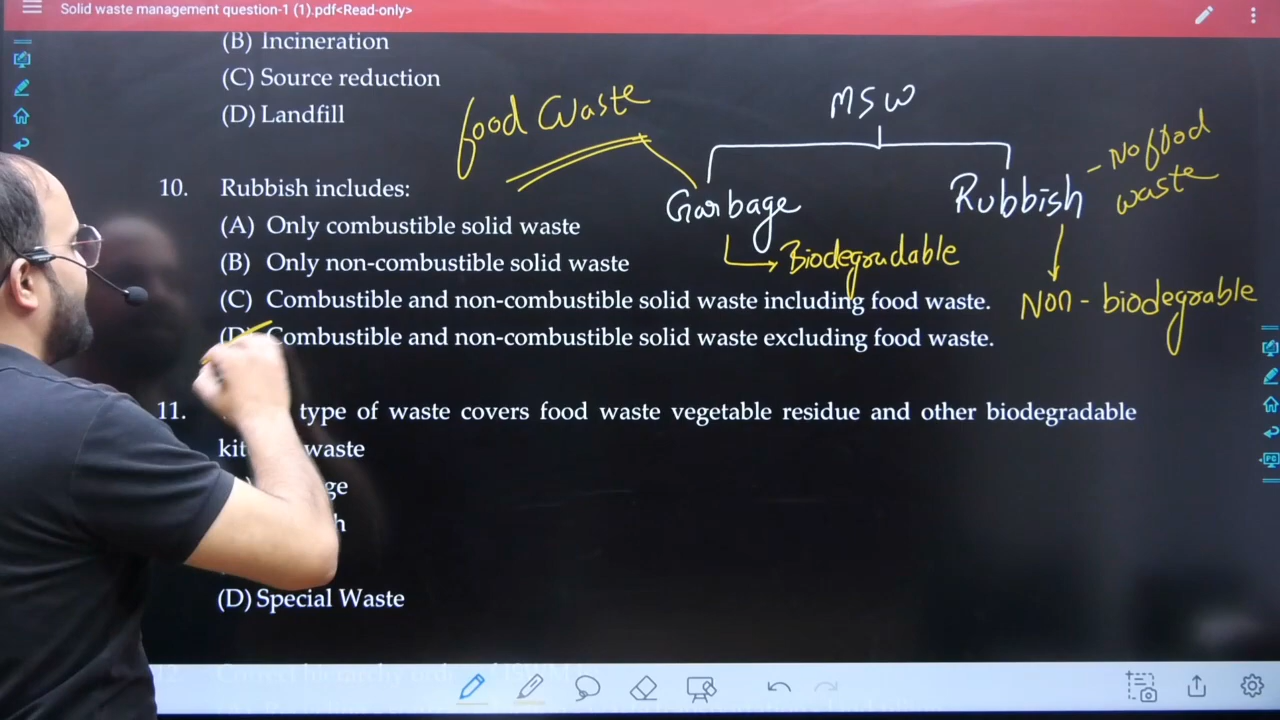 Solid waste management question-1 (1).pdf<Read-only>
(B) Incineration
(C) Source reduction
(D) Landfill
food Waste
MSW
Garbage
Rubbish
- No food
waste
Biodegradable
Non - biodegrable
10. Rubbish includes:
(A) Only combustible solid waste
(B) Only non-combustible solid waste
(C) Combustible and non-combustible solid waste including food waste.
(D) Combustible and non-combustible solid waste excluding food waste.
11. type of waste covers food waste vegetable residue and other biodegradable
waste
(D) Special Waste
PC